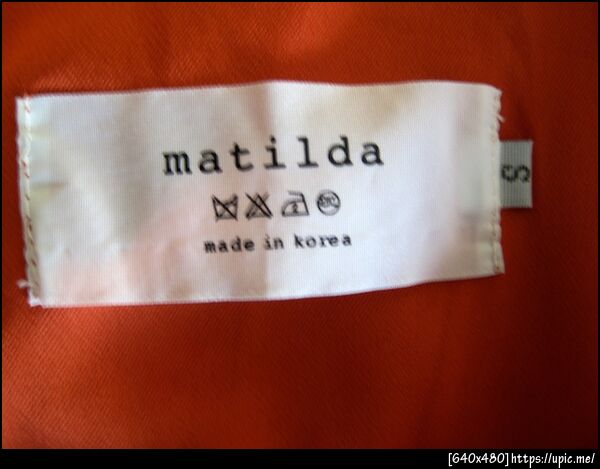 matilda
made in korea
S
[640x480]https://upic.me/